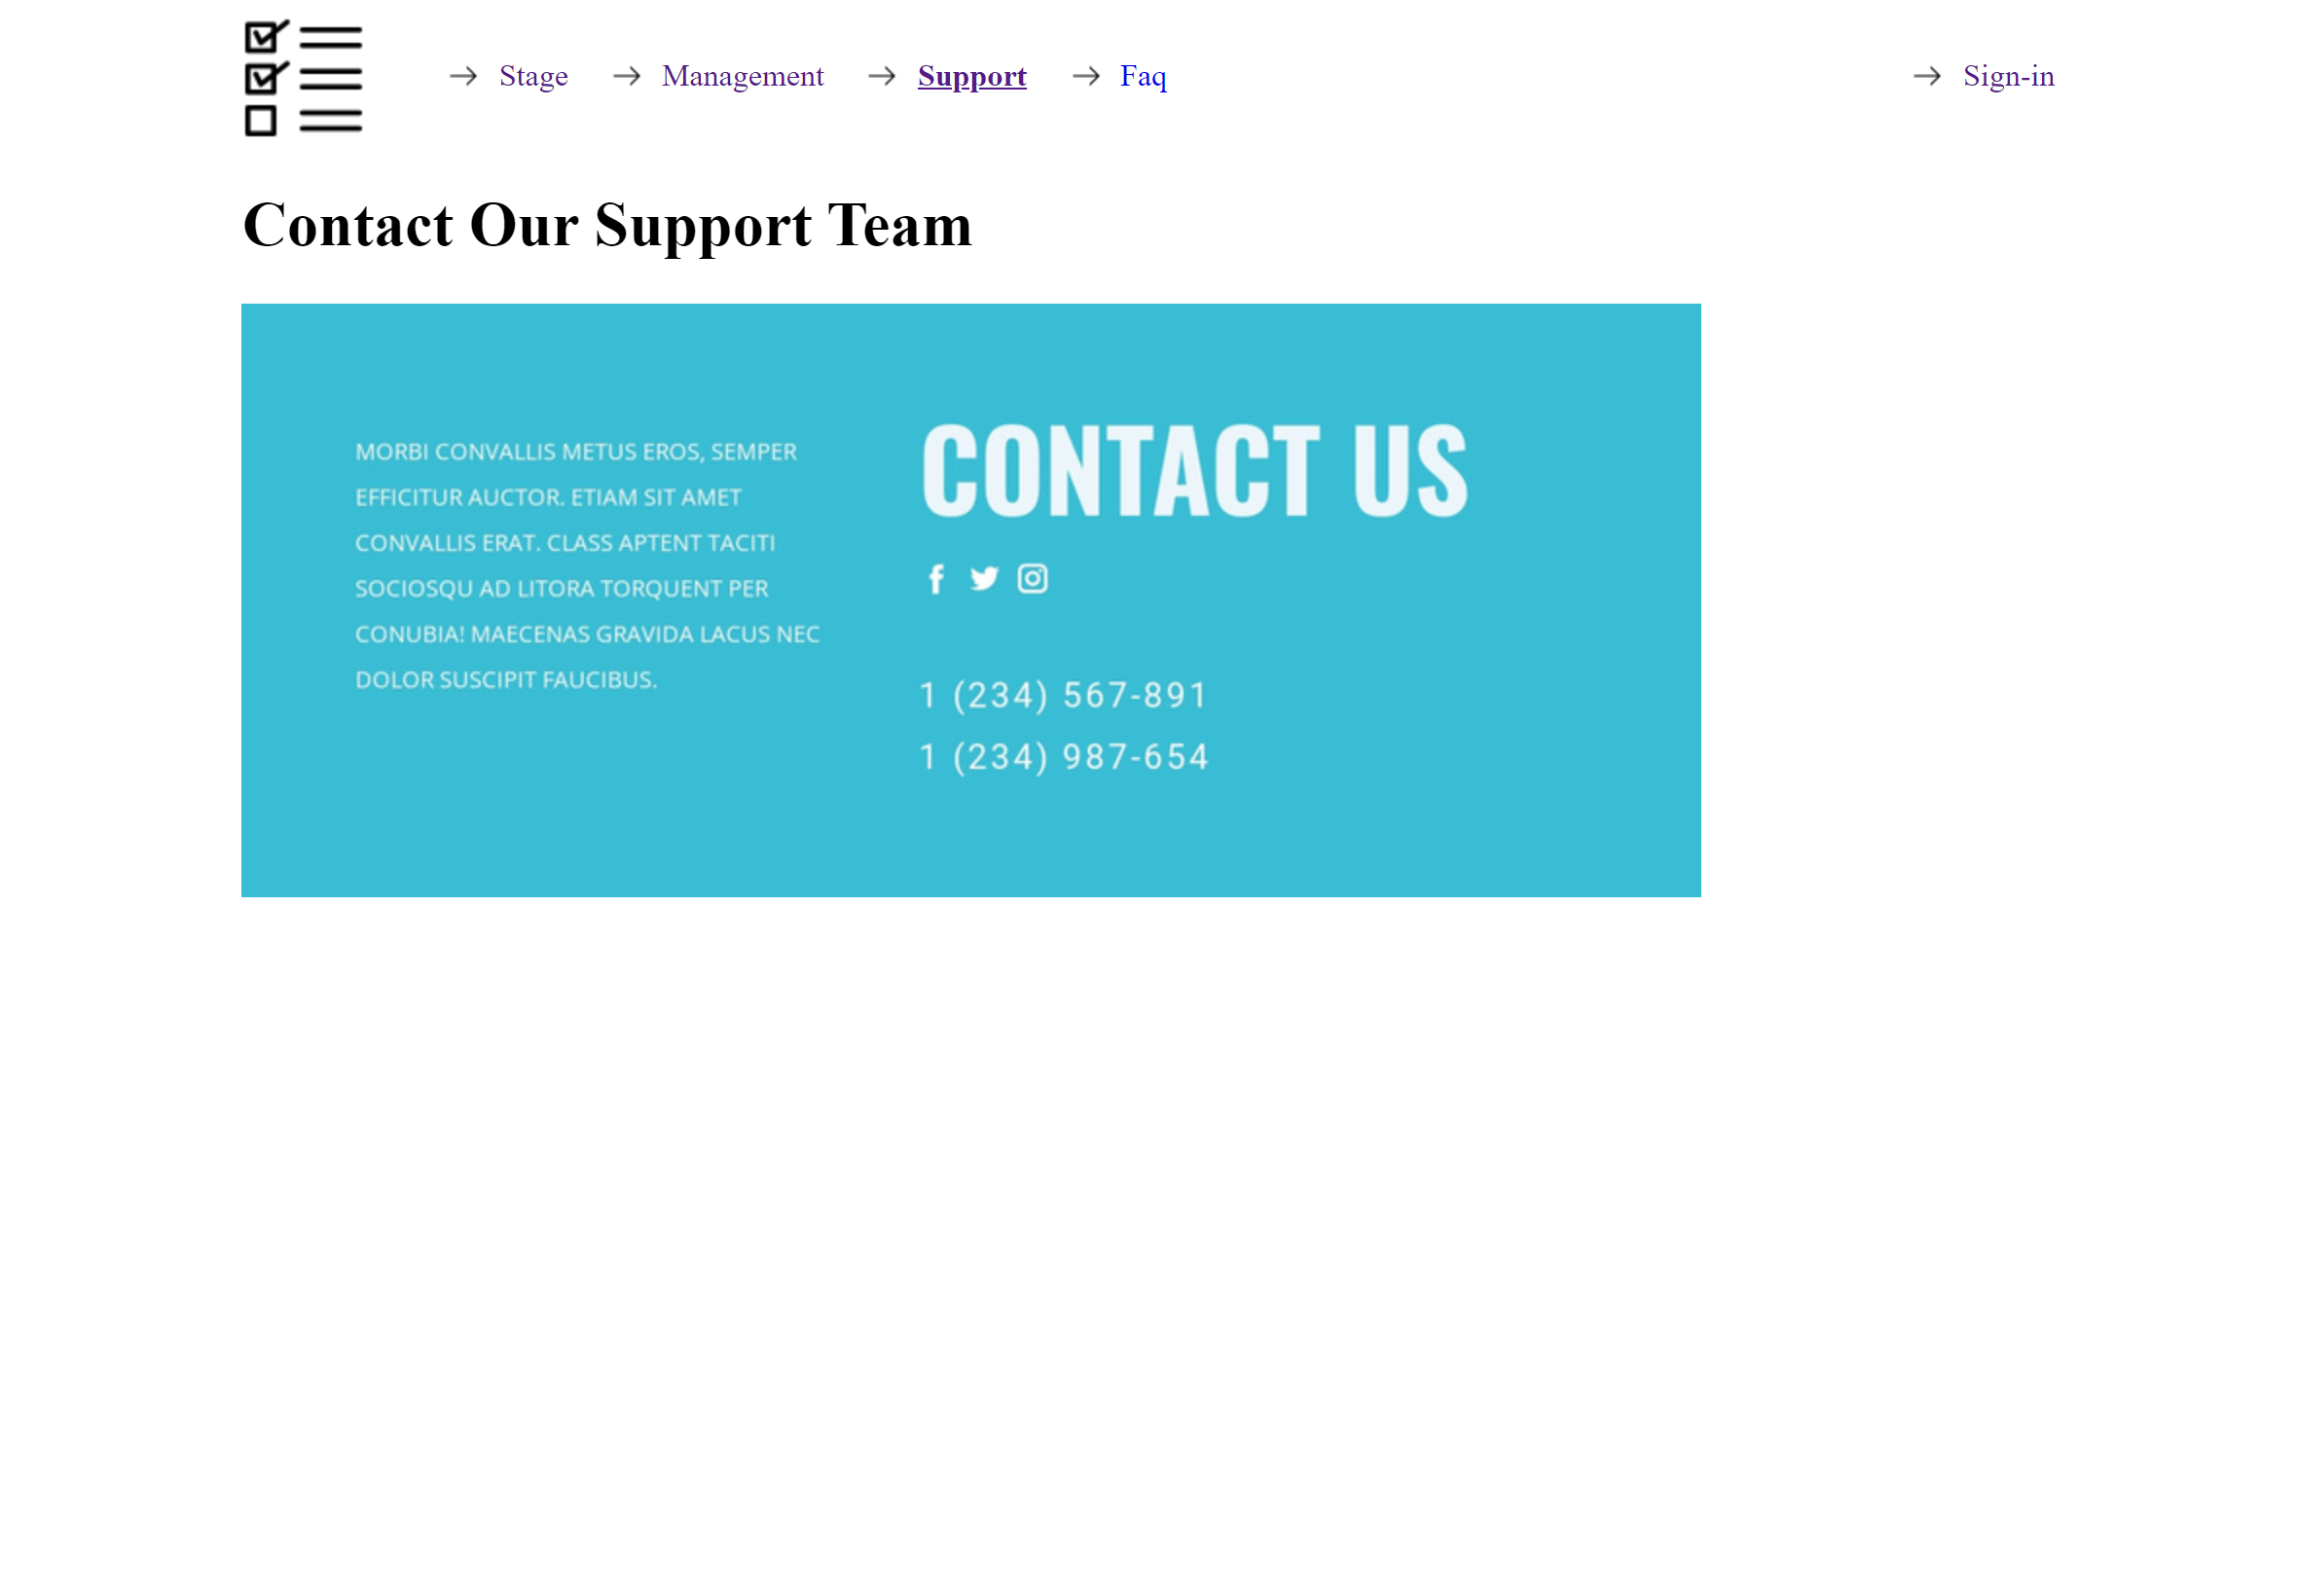 Stage Management Support Faq Sign-in
Contact Our Support Team
MORBI CONVALLIS METUS EROS, SEMPER
EFFICITUR AUCTOR. ETIAM SIT AMET
CONVALLIS ERAT. CLASS APTENT TACITI
SOCIOSQU AD LITORA TORQUENT PER
CONUBIA! MAECENAS GRAVIDA LACUS NEC
DOLOR SUSCIPIT FAUCIBUS.
CONTACT US
1 (234) 567-891
1 (234) 987-654